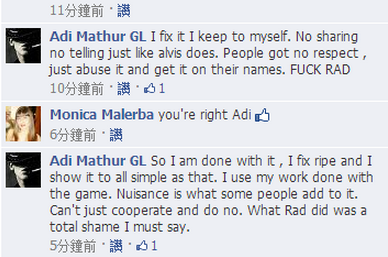 11分鐘前 · 讚
Adi Mathur GL I fix it I keep to myself. No sharing
no telling just like alvis does. People got no respect ,
just abuse it and get it on their names. FUCK RAD
10分鐘前 · 讚 · 1
Monica Malerba you're right Adi
6分鐘前 · 讚
Adi Mathur GL So I am done with it , I fix ripe and I
show it to all simple as that. I use my work done with
the game. Nuisance is what some people add to it.
Can't just cooperate and do no. What Rad did was a
total shame I must say.
5分鐘前 · 讚 · 1